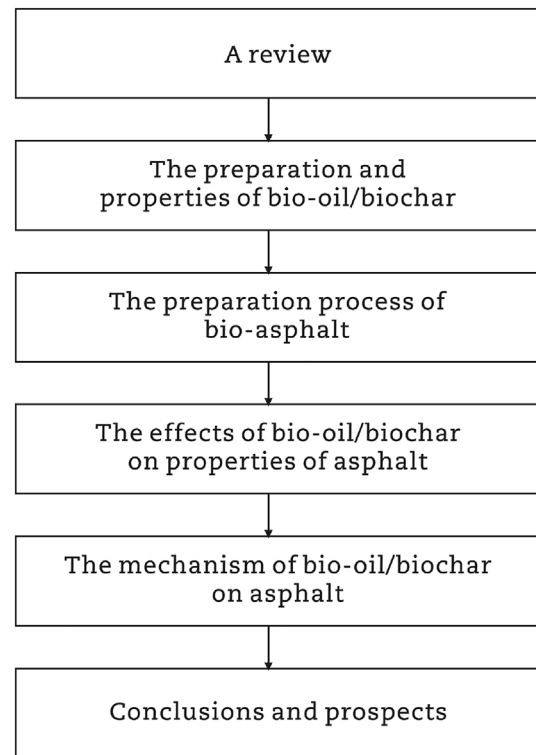 A review
The preparation and
properties of bio-oil/biochar
The preparation process of
bio-asphalt
The effects of bio-oil/biochar
on properties of asphalt
The mechanism of bio-oil/biochar
on asphalt
Conclusions and prospects